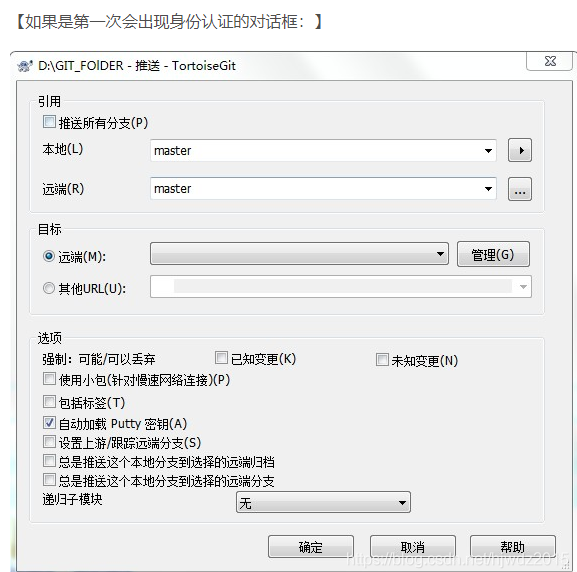 【如果是第一次会出现身份认证的对话框：】
D:\GIT_FOlDER - 推送 - TortoiseGit
引用
推送所有分支(P)
本地(L) master
远端(R) master ...
目标
远端(M): 管理(G)
其他URL(U):
选项
强制：可能/可以丢弃 已知变更(K) 未知变更(N)
使用小包(针对慢速网络连接)(P)
包括标签(T)
自动加载 Putty 密钥(A)
设置上游/跟踪远端分支(S)
总是推送这个本地分支到选择的远端归档
总是推送这个本地分支到选择的远端分支
递归子模块 无
确定 取消 帮助
https://blog.csdn.net/hjwdz2015